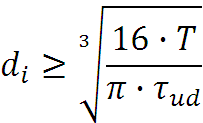 d_i ≥ ∛((16 · T)/(π · τ_ud))